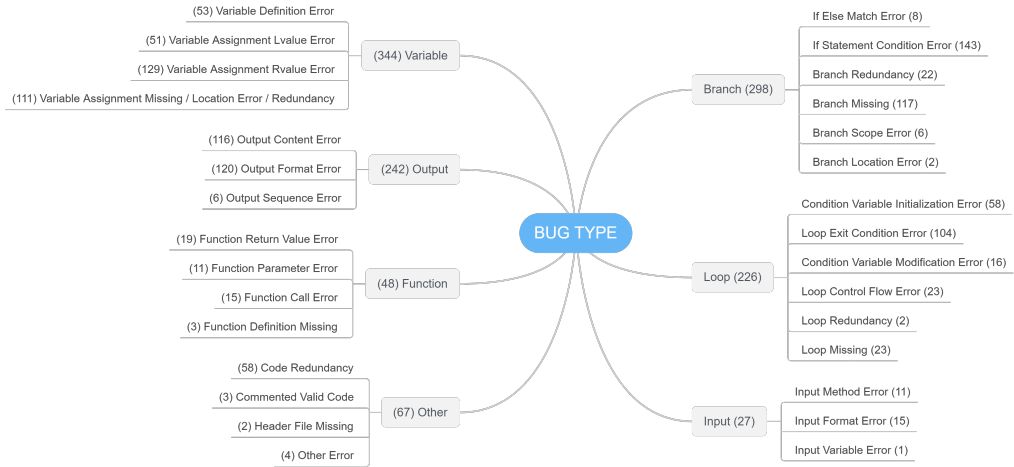 (53) Variable Definition Error
(51) Variable Assignment Lvalue Error
(344) Variable
(129) Variable Assignment Rvalue Error
(111) Variable Assignment Missing / Location Error / Redundancy
(116) Output Content Error
(120) Output Format Error
(242) Output
(6) Output Sequence Error
(19) Function Return Value Error
(11) Function Parameter Error
(48) Function
(15) Function Call Error
(3) Function Definition Missing
(58) Code Redundancy
(3) Commented Valid Code
(67) Other
(2) Header File Missing
(4) Other Error
BUG TYPE
If Else Match Error (8)
If Statement Condition Error (143)
Branch Redundancy (22)
Branch (298)
Branch Missing (117)
Branch Scope Error (6)
Branch Location Error (2)
Condition Variable Initialization Error (58)
Loop Exit Condition Error (104)
Condition Variable Modification Error (16)
Loop (226)
Loop Control Flow Error (23)
Loop Redundancy (2)
Loop Missing (23)
Input Method Error (11)
Input Format Error (15)
Input (27)
Input Variable Error (1)